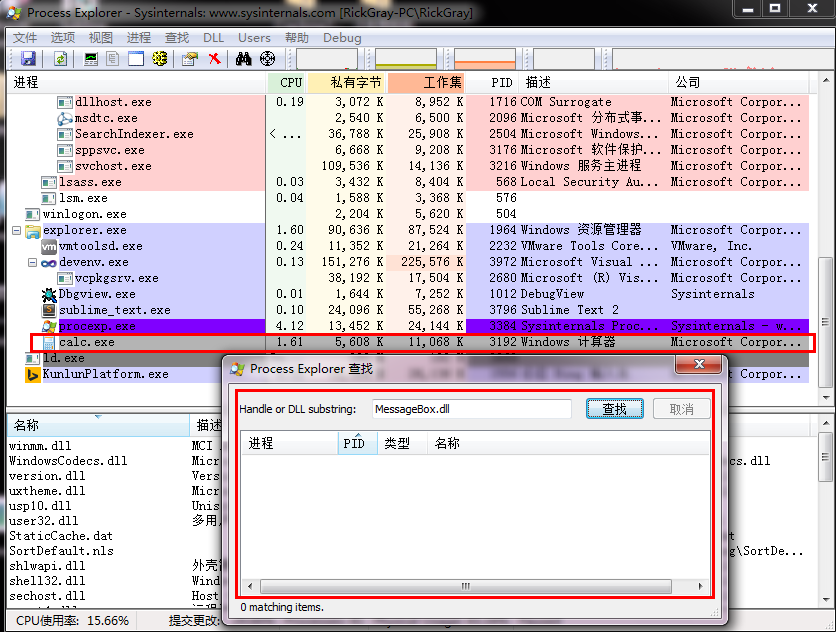 Process Explorer - Sysinternals: www.sysinternals.com [RickGray-PC\RickGray]
文件 选项 视图 进程 查找 DLL Users 帮助 Debug
进程 CPU 私有字节 工作集 PID 描述 公司
dllhost.exe 0.19 3,072 K 8,952 K 1716 COM Surrogate Microsoft Corpor...
msdtc.exe 2,540 K 6,500 K 2096 Microsoft 分布式事... Microsoft Corpor...
SearchIndexer.exe < ... 36,788 K 25,908 K 2504 Microsoft Windows... Microsoft Corpor...
sppsvc.exe 6,668 K 9,208 K 3176 Microsoft 软件保护... Microsoft Corpor...
svchost.exe 109,536 K 14,136 K 3216 Windows 服务主进程 Microsoft Corpor...
lsass.exe 0.03 3,432 K 8,404 K 568 Local Security Au... Microsoft Corpor...
lsm.exe 0.04 1,588 K 3,368 K 576
winlogon.exe 2,204 K 5,620 K 504
explorer.exe 1.60 90,636 K 87,524 K 1964 Windows 资源管理器 Microsoft Corpor...
vmtoolsd.exe 0.24 11,352 K 21,264 K 2232 VMware Tools Core... VMware, Inc.
devenv.exe 0.13 151,276 K 225,576 K 3972 Microsoft Visual ... Microsoft Corpor...
vcpkgsrv.exe 38,192 K 17,504 K 2680 Microsoft (R) Vis... Microsoft Corpor...
Dbgview.exe 0.01 1,644 K 7,252 K 1012 DebugView Sysinternals
sublime_text.exe 0.10 24,096 K 55,268 K 3796 Sublime Text 2
procexp.exe 4.12 13,452 K 24,144 K 3384 Sysinternals Proc... Sysinternals - w...
calc.exe 1.61 5,608 K 11,068 K 3192 Windows 计算器 Microsoft Corpor...
ld.exe
KunlunPlatform.exe Microsoft Corpor...
Process Explorer 查找
Handle or DLL substring: MessageBox.dll 查找 取消
进程 PID 类型 名称
0 matching items.
名称 描述
winmm.dll MCI
WindowsCodecs.dll Micr cs.dll
version.dll Vers
uxtheme.dll Micr
usp10.dll Unis
user32.dll 多用
StaticCache.dat
SortDefault.nls g\SortDe...
shlwapi.dll 外壳
shell32.dll Wind
sechost.dll Host
CPU使用率: 15.66% 提交更改: